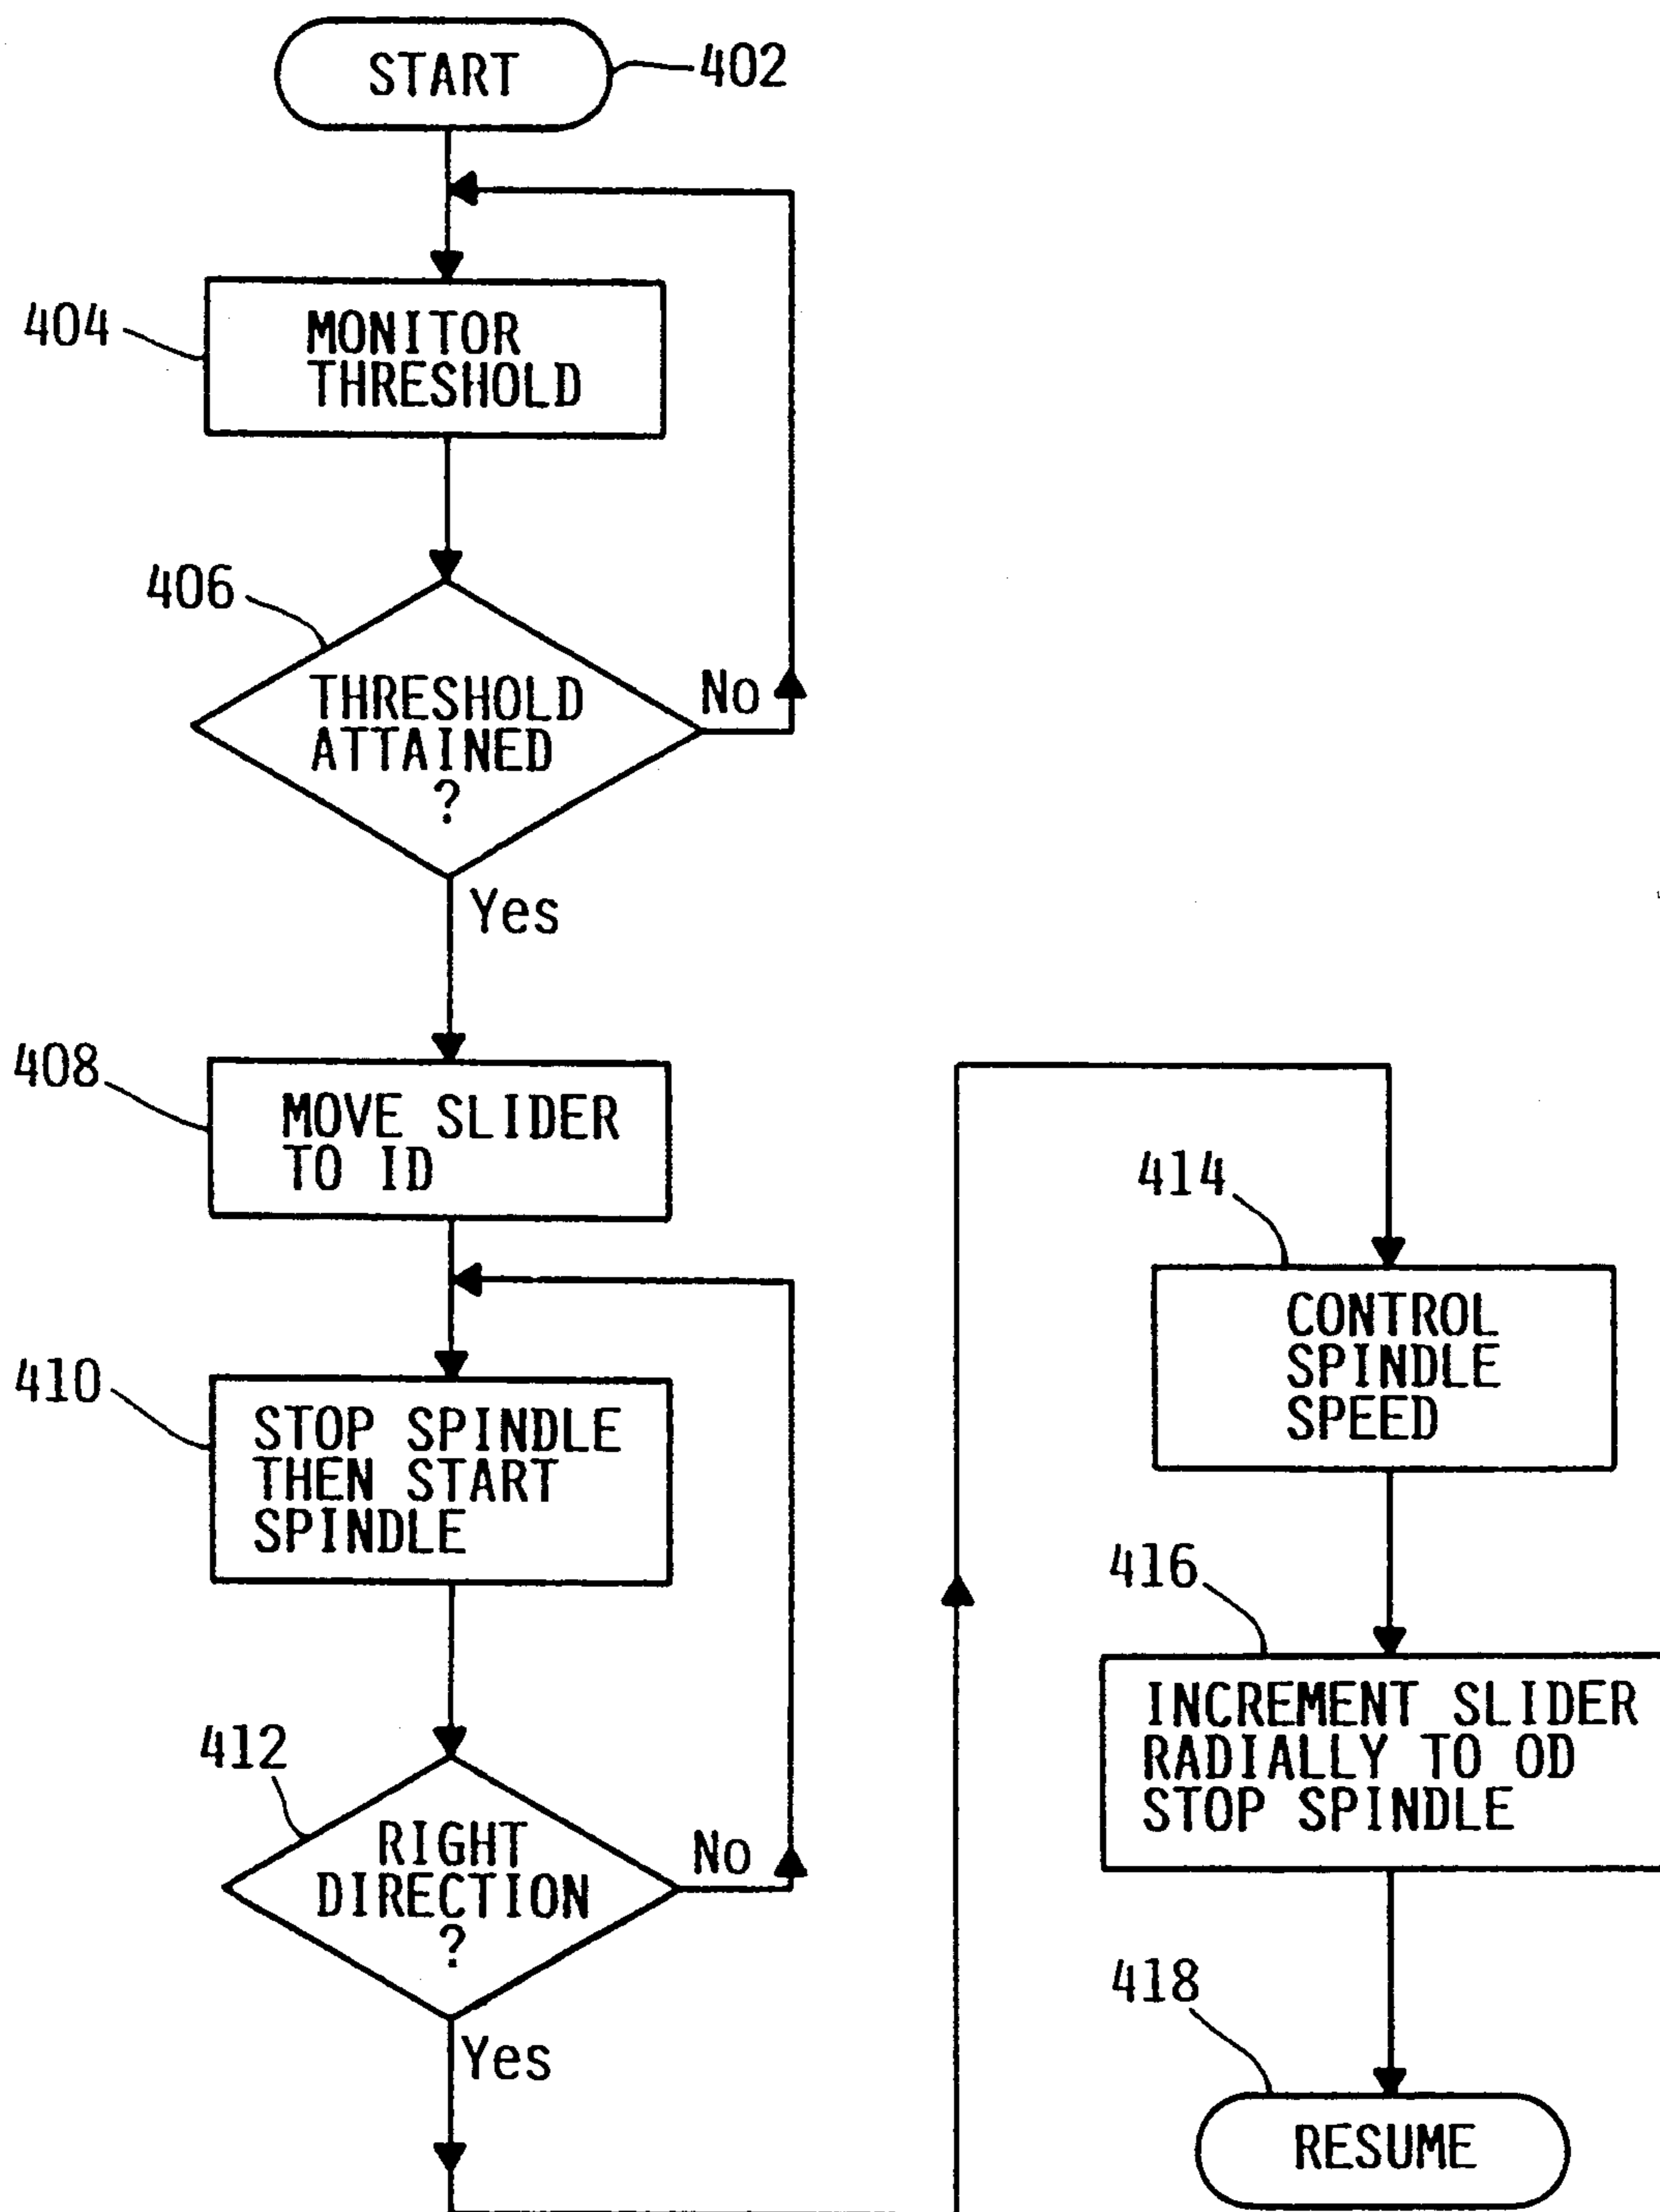 START
402
404
MONITOR
THRESHOLD
406
THRESHOLD
ATTAINED
?
No
Yes
408
MOVE SLIDER
TO ID
410
STOP SPINDLE
THEN START
SPINDLE
412
RIGHT
DIRECTION
?
No
Yes
414
CONTROL
SPINDLE
SPEED
416
INCREMENT SLIDER
RADIALLY TO OD
STOP SPINDLE
418
RESUME